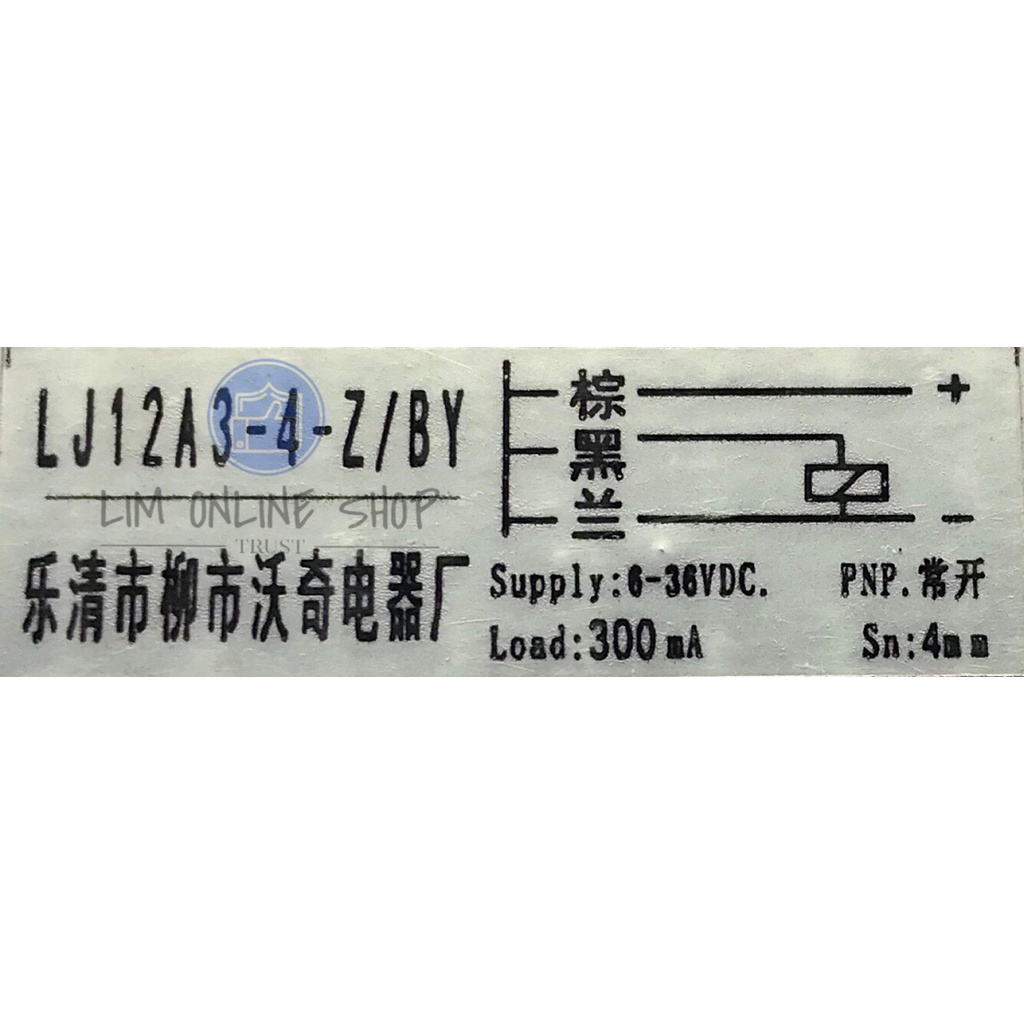 LJ12A3-4-Z/BY
LIM ONLINE SHOP
TRUST
乐清市柳市沃奇电器厂
棕 +
黑
兰 -
Supply:6-36VDC. PNP.常开
Load:300mA Sn:4mm